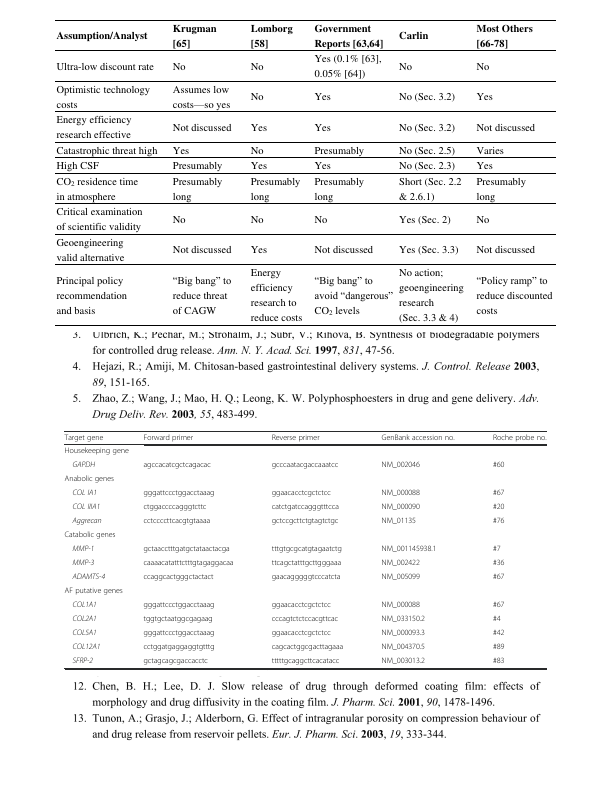 Assumption/Analyst Krugman [65] Lomborg [58] Government Reports [63,64] Carlin Most Others [66-78]
Ultra-low discount rate No No Yes (0.1% [63], 0.05% [64]) No No
Optimistic technology costs Assumes low costs—so yes No Yes No (Sec. 3.2) Yes
Energy efficiency research effective Not discussed Yes Yes No (Sec. 3.2) Not discussed
Catastrophic threat high Yes No Presumably No (Sec. 2.5) Varies
High CSF Presumably Yes Yes No (Sec. 2.3) Yes
CO2 residence time in atmosphere Presumably long Presumably long Presumably long Short (Sec. 2.2 & 2.6.1) Presumably long
Critical examination of scientific validity No No No Yes (Sec. 2) No
Geoengineering valid alternative Not discussed Yes Not discussed Yes (Sec. 3.3) Not discussed
Principal policy recommendation and basis “Big bang” to reduce threat of CAGW Energy efficiency research to reduce costs “Big bang” to avoid “dangerous” CO2 levels No action; geoengineering research (Sec. 3.3 & 4) “Policy ramp” to reduce discounted costs
3. Ulbrich, K.; Pechar, M.; Strohalm, J.; Subr, V.; Rihova, B. Synthesis of biodegradable polymers
for controlled drug release. Ann. N. Y. Acad. Sci. 1997, 831, 47-56.
4. Hejazi, R.; Amiji, M. Chitosan-based gastrointestinal delivery systems. J. Control. Release 2003,
89, 151-165.
5. Zhao, Z.; Wang, J.; Mao, H. Q.; Leong, K. W. Polyphosphoesters in drug and gene delivery. Adv.
Drug Deliv. Rev. 2003, 55, 483-499.
Target gene Forward primer Reverse primer GenBank accession no. Roche probe no.
Housekeeping gene
GAPDH agccacatcgctcagacac gcccaatacgaccaaatcc NM_002046 #60
Anabolic genes
COL IA1 gggattccctggacctaaag ggaacacctcgctctcc NM_000088 #67
COL IIA1 ctggaccccagggtcttc catctgatccagggtttcca NM_000090 #20
Aggrecan cctccccttcacgtgtaaaa gctccgcttctgtagtctgc NM_01135 #76
Catabolic genes
MMP-1 gctaacctttgatgctataactacga tttgtgcgcatgtagaatctg NM_001145938.1 #7
MMP-3 caaaacatatttctttgtagaggacaa ttcagctatttgcttgggaaa NM_002422 #36
ADAMTS-4 ccaggcactgggctactact gaacagggggtcccatcta NM_005099 #67
AF putative genes
COL1A1 gggattccctggacctaaag ggaacacctcgctctcc NM_000088 #67
COL2A1 tggtgctaatggcgagaag cccagtctctccacgttcac NM_033150.2 #4
COL5A1 gggattccctggacctaaag ggaacacctcgctctcc NM_000093.3 #42
COL12A1 cctggatgaggaggtgtttg cagcactggcgacttagaaa NM_004370.5 #89
SFRP-2 gctagcagcgaccacctc tttttgcaggcttcacatacc NM_003013.2 #83
12. Chen, B. H.; Lee, D. J. Slow release of drug through deformed coating film: effects of
morphology and drug diffusivity in the coating film. J. Pharm. Sci. 2001, 90, 1478-1496.
13. Tunon, A.; Grasjo, J.; Alderborn, G. Effect of intragranular porosity on compression behaviour of
and drug release from reservoir pellets. Eur. J. Pharm. Sci. 2003, 19, 333-344.